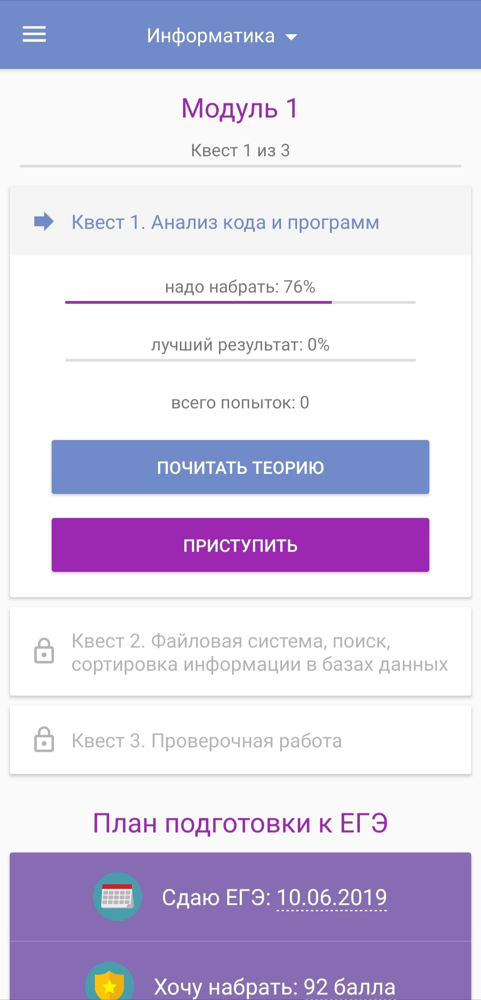 Информатика
Модуль 1
Квест 1 из 3
Квест 1. Анализ кода и программ
надо набрать: 76%
лучший результат: 0%
всего попыток: 0
ПОЧИТАТЬ ТЕОРИЮ
ПРИСТУПИТЬ
Квест 2. Файловая система, поиск,
сортировка информации в базах данных
Квест 3. Проверочная работа
План подготовки к ЕГЭ
Сдаю ЕГЭ: 10.06.2019
Хочу набрать: 92 балла